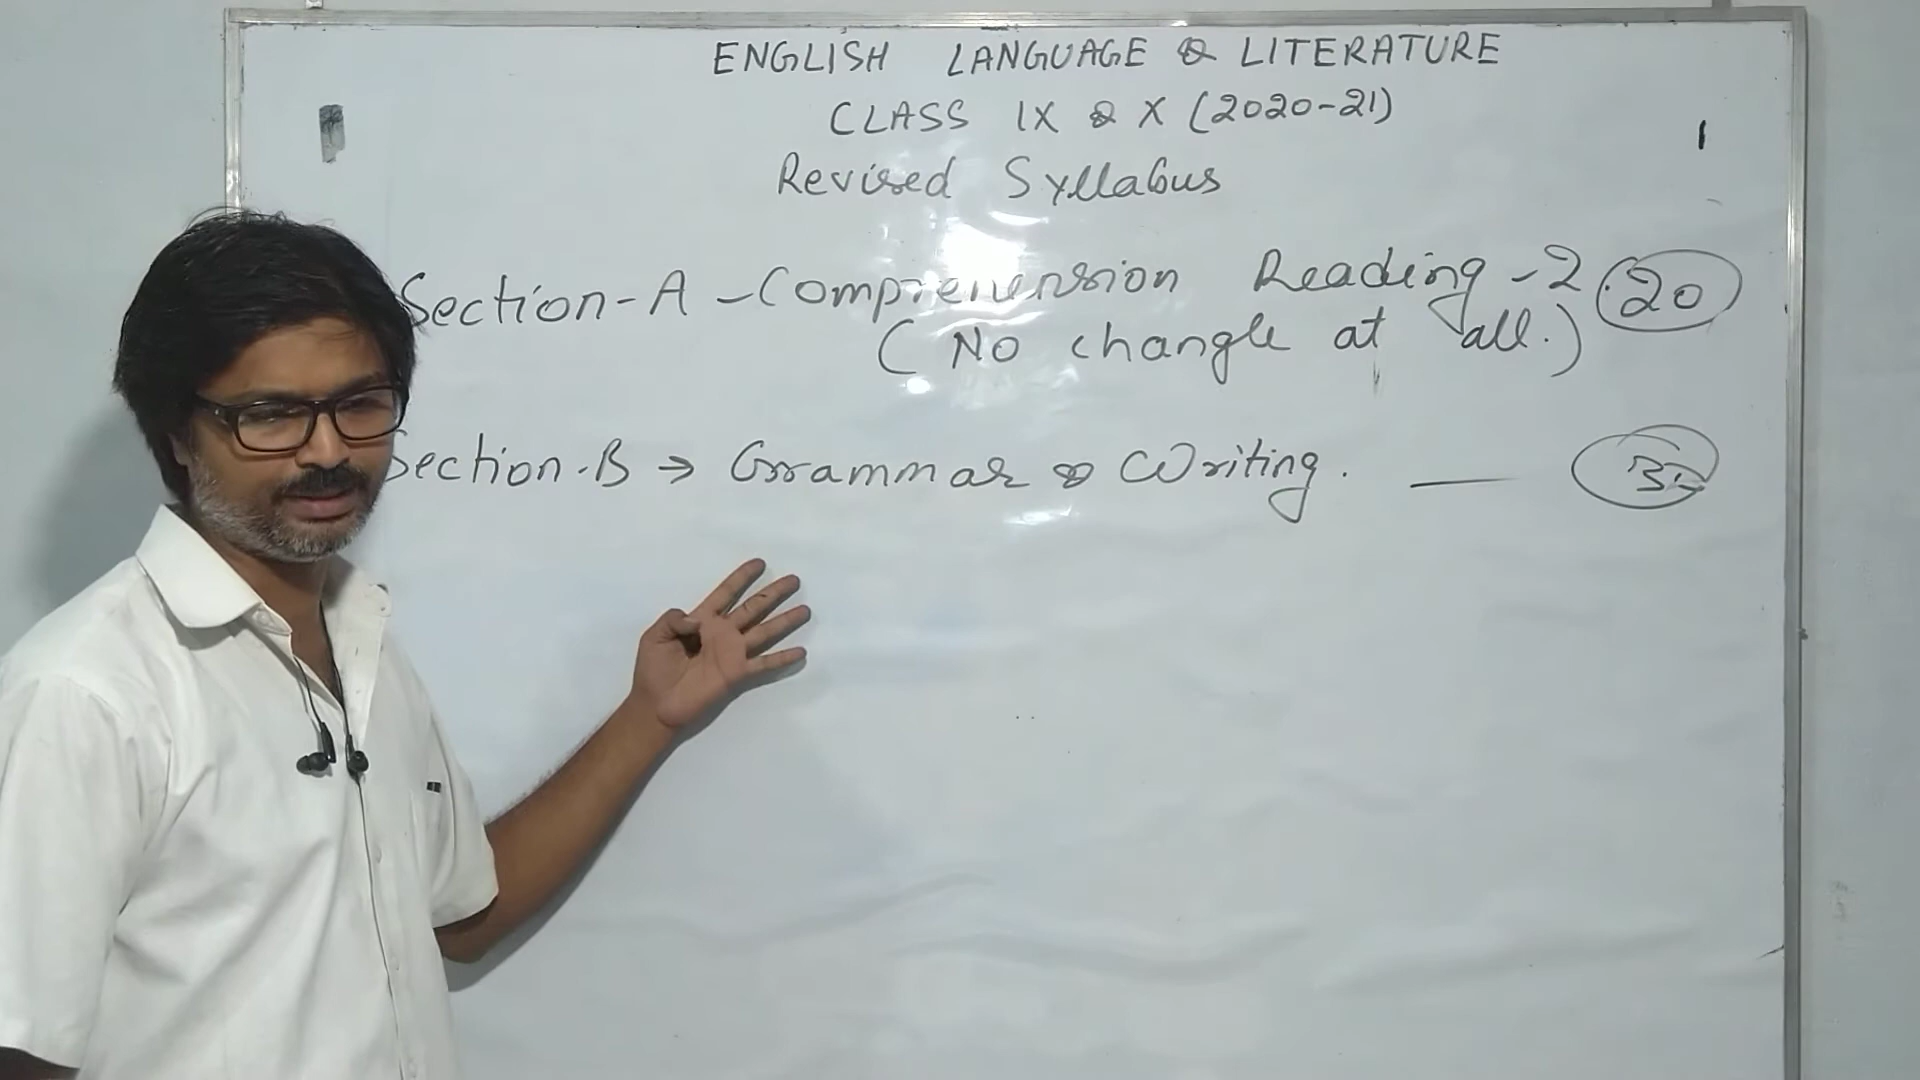 ENGLISH LANGUAGE & LITERATURE
CLASS IX & X (2020-21)
Revised Syllabus
Section-A - Comprehension Reading - 2. 20
(No change at all.)
Section-B → Grammar & Writing. —